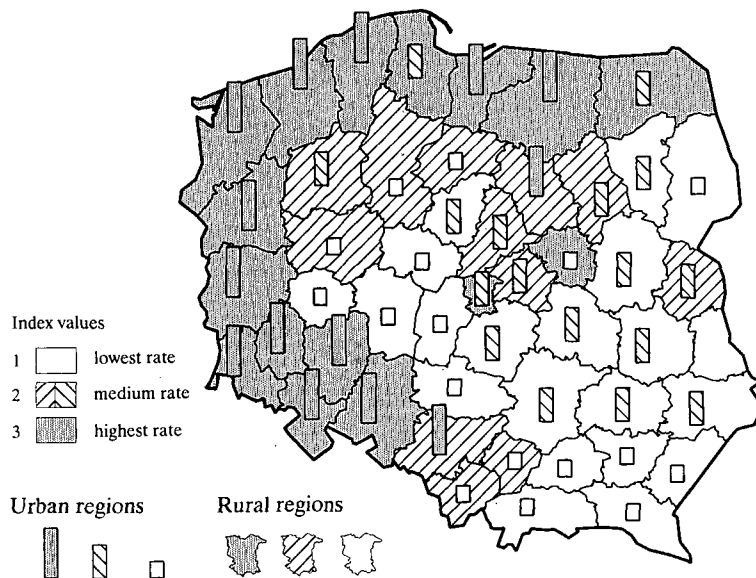 Index values
1 lowest rate
2 medium rate
3 highest rate
Urban regions Rural regions